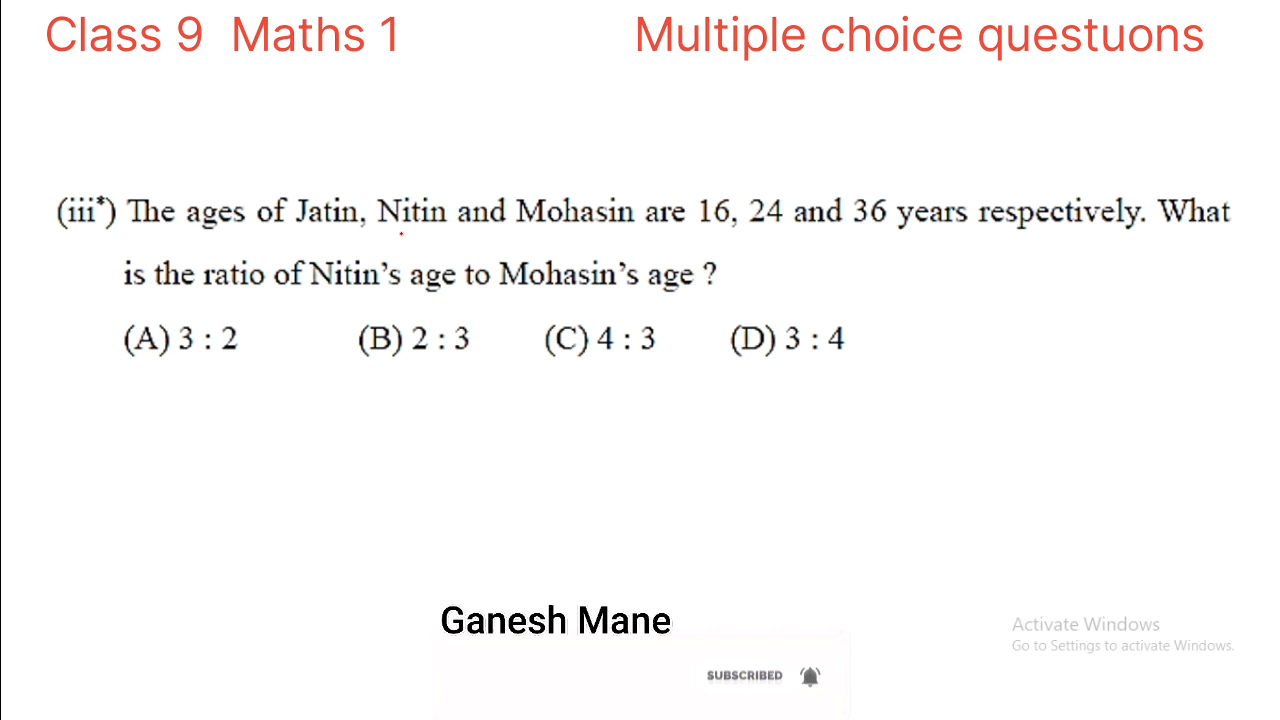 Class 9 Maths 1 Multiple choice questuons
(iii*) The ages of Jatin, Nitin and Mohasin are 16, 24 and 36 years respectively. What
is the ratio of Nitin’s age to Mohasin’s age ?
(A) 3 : 2 (B) 2 : 3 (C) 4 : 3 (D) 3 : 4
Ganesh Mane
Activate Windows
Go to Settings to activate Windows.
SUBSCRIBED